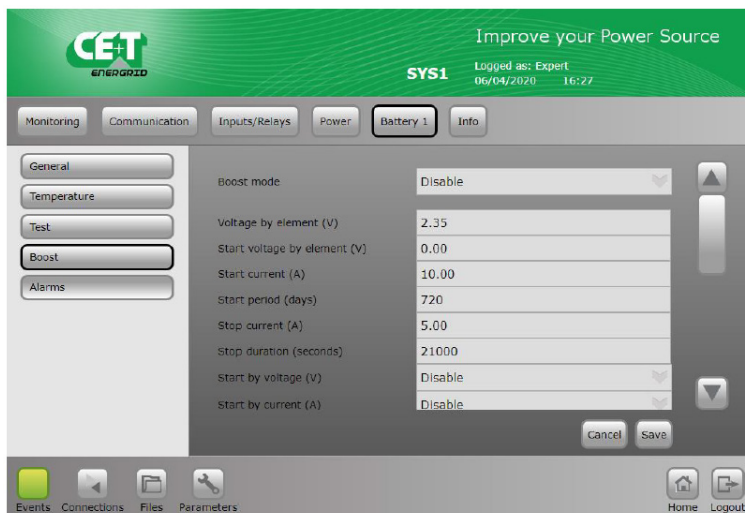 CE+T
ENERGRID
Improve your Power Source
SYS1
Logged as: Expert
06/04/2020 16:27
Monitoring
Communication
Inputs/Relays
Power
Battery 1
Info
General
Temperature
Test
Boost
Alarms
Boost mode Disable
Voltage by element (V) 2.35
Start voltage by element (V) 0.00
Start current (A) 10.00
Start period (days) 720
Stop current (A) 5.00
Stop duration (seconds) 21000
Start by voltage (V) Disable
Start by current (A) Disable
Cancel
Save
Events
Connections
Files
Parameters
Home
Logout